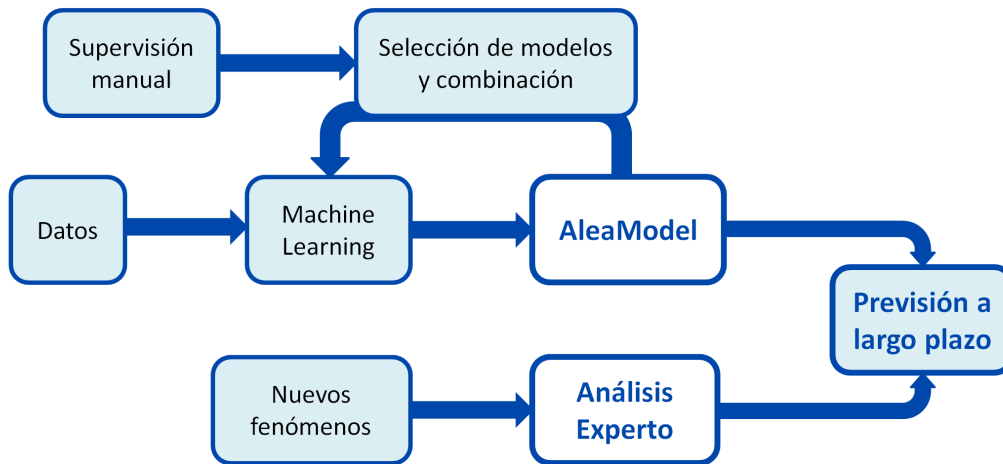 Supervisión
manual
Selección de modelos
y combinación
Datos
Machine
Learning
AleaModel
Previsión a
largo plazo
Nuevos
fenómenos
Análisis
Experto